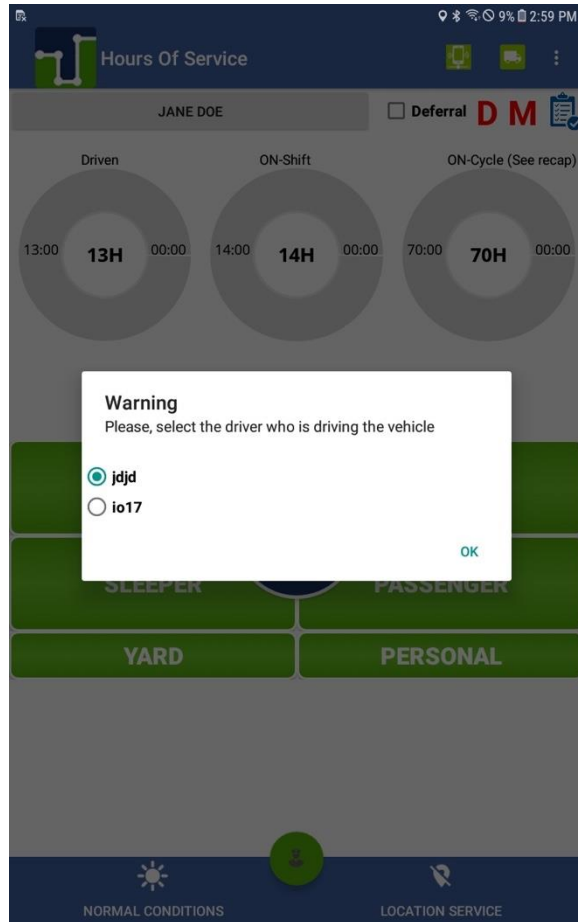 9% 2:59 PM
Hours Of Service
JANE DOE
Deferral D M
Driven ON-Shift ON-Cycle (See recap)
13:00 13H 00:00 14:00 14H 00:00 70:00 70H 00:00
Warning
Please, select the driver who is driving the vehicle
jdjd
io17
OK
SLEEPER PASSENGER
YARD PERSONAL
NORMAL CONDITIONS LOCATION SERVICE